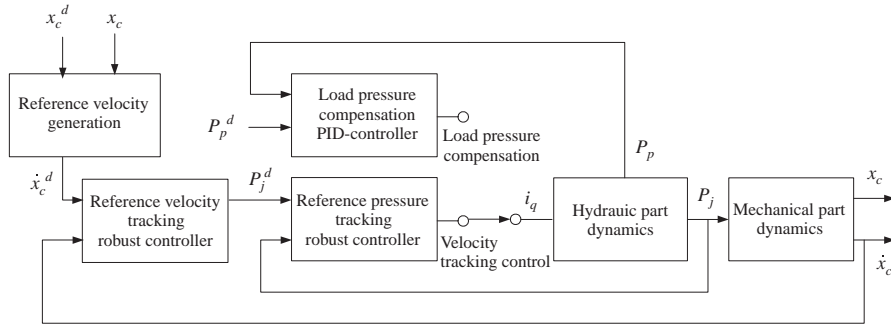 x_c^d
x_c
Reference velocity
generation
Load pressure
compensation
PID-controller
P_p^d
Load pressure
compensation
P_p
ẋ_c^d
Reference velocity
tracking
robust controller
P_j^d
Reference pressure
tracking
robust controller
Velocity
tracking control
i_q
Hydrauic part
dynamics
P_j
Mechanical part
dynamics
x_c
ẋ_c